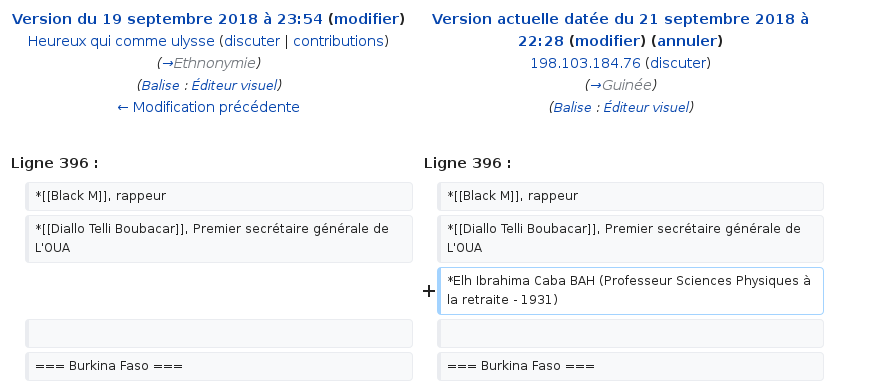 Version du 19 septembre 2018 à 23:54 (modifier)
Heureux qui comme ulysse (discuter | contributions)
(→Ethnonymie)
(Balise : Éditeur visuel)
← Modification précédente
Version actuelle datée du 21 septembre 2018 à
22:28 (modifier) (annuler)
198.103.184.76 (discuter)
(→Guinée)
(Balise : Éditeur visuel)
Ligne 396 :
Ligne 396 :
*[[Black M]], rappeur
*[[Black M]], rappeur
*[[Diallo Telli Boubacar]], Premier secrétaire générale de
L'OUA
*[[Diallo Telli Boubacar]], Premier secrétaire générale de
L'OUA
+ *Elh Ibrahima Caba BAH (Professeur Sciences Physiques à
la retraite - 1931)
=== Burkina Faso ===
=== Burkina Faso ===